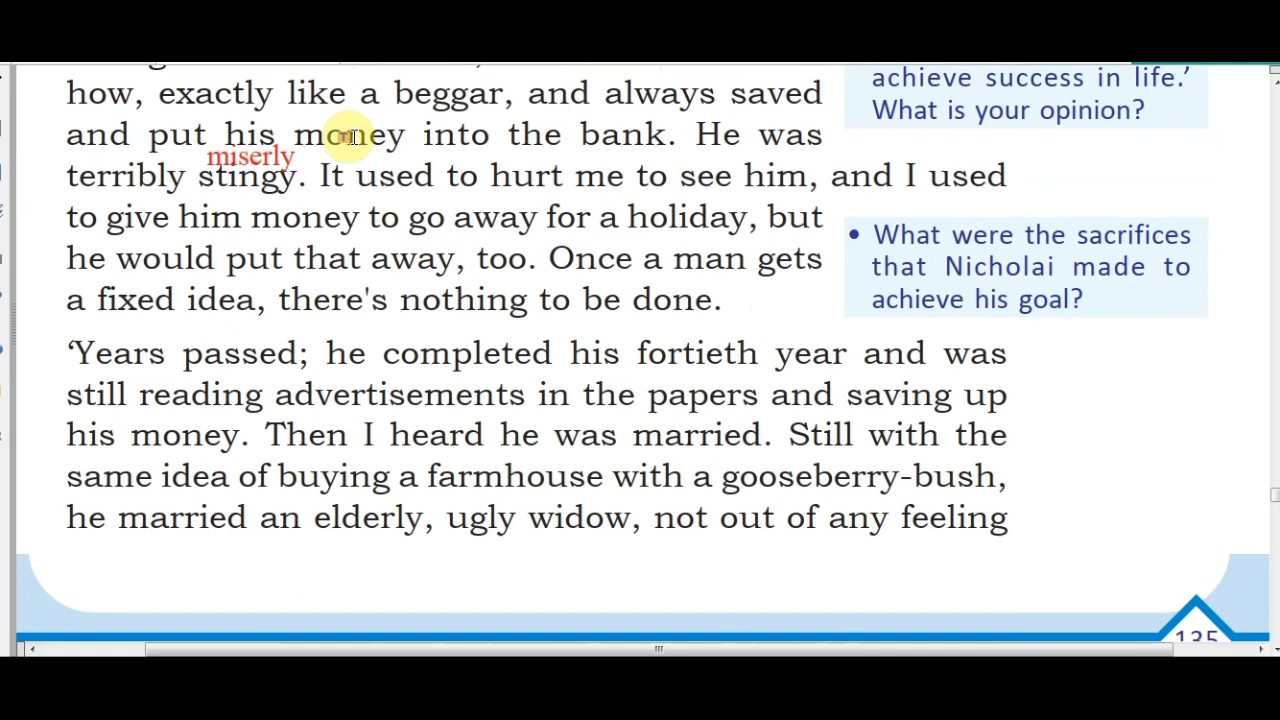 how, exactly like a beggar, and always saved
and put his money into the bank. He was
miserly
terribly stingy. It used to hurt me to see him, and I used
to give him money to go away for a holiday, but
he would put that away, too. Once a man gets
a fixed idea, there's nothing to be done.
‘Years passed; he completed his fortieth year and was
still reading advertisements in the papers and saving up
his money. Then I heard he was married. Still with the
same idea of buying a farmhouse with a gooseberry-bush,
he married an elderly, ugly widow, not out of any feeling
achieve success in life.’
What is your opinion?
• What were the sacrifices
that Nicholai made to
achieve his goal?
135